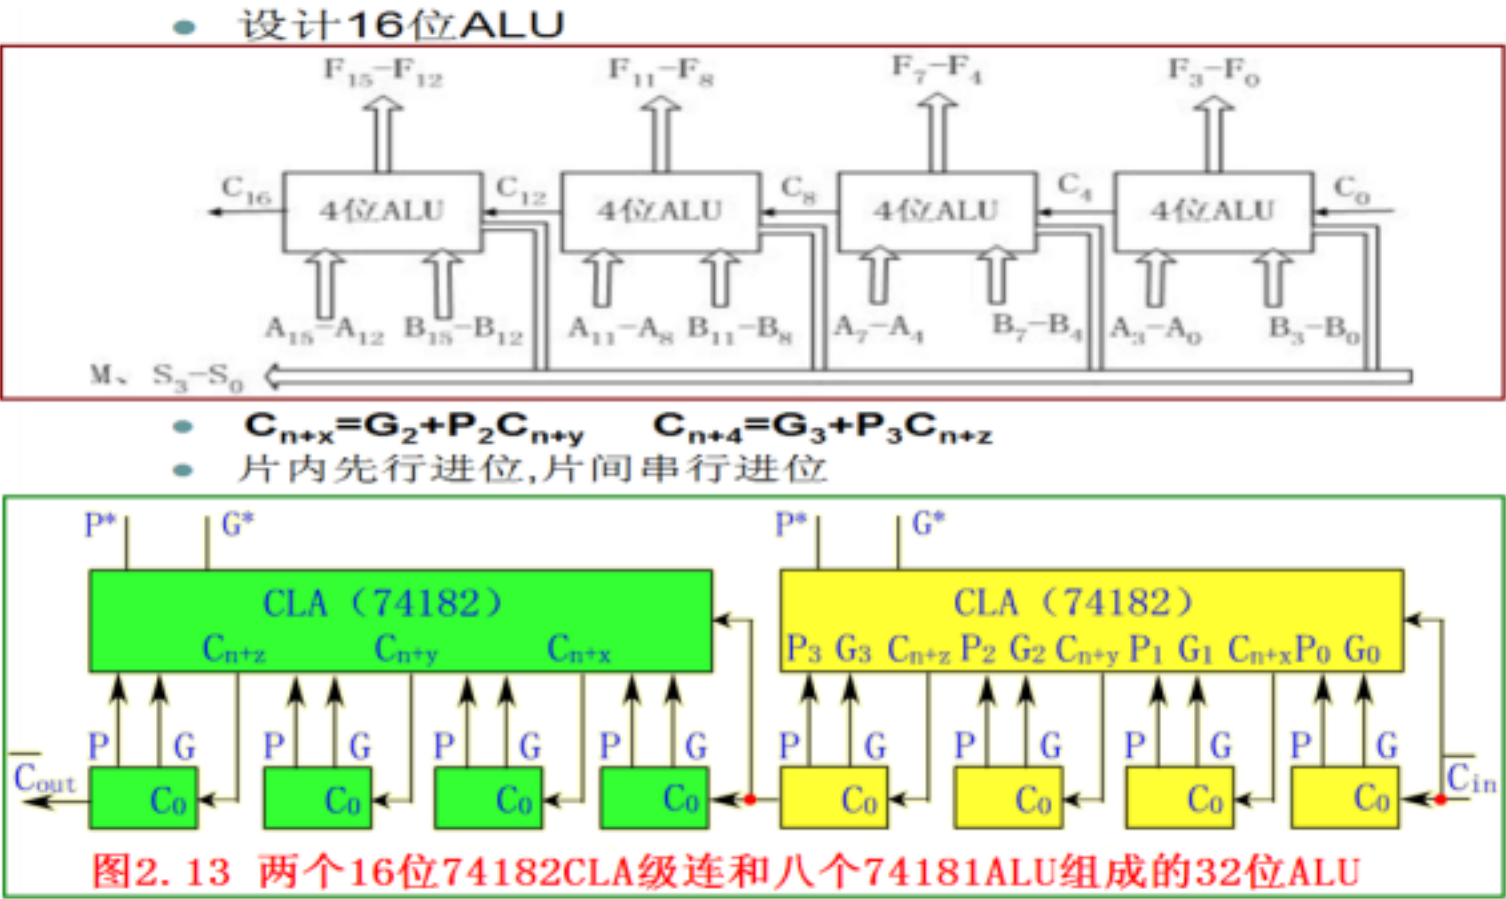 设计16位ALU
F15-F12 F11-F8 F7-F4 F3-F0
C16 4位ALU C12 4位ALU C8 4位ALU C4 4位ALU C0
A15-A12 B15-B12 A11-A8 B11-B8 A7-A4 B7-B4 A3-A0 B3-B0
M、S3-S0
Cn+x=G2+P2Cn+y Cn+4=G3+P3Cn+z
片内先行进位,片间串行进位
P* G* P* G*
CLA（74182） CLA（74182）
Cn+z Cn+y Cn+x P3 G3 Cn+z P2 G2 Cn+y P1 G1 Cn+x P0 G0
P G P G P G P G P G P G P G P G
C̅out C0 C0 C0 C0 C0 C0 C0 C0 C̅in
图2.13 两个16位74182CLA级连和八个74181ALU组成的32位ALU